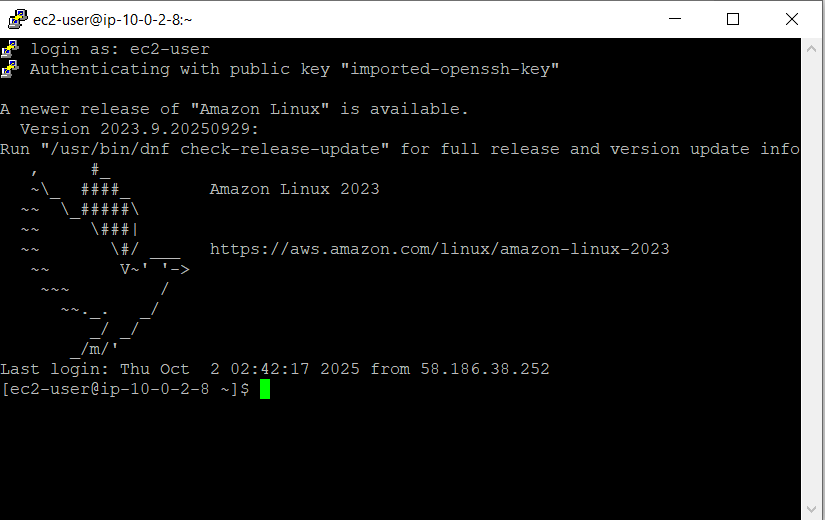 ec2-user@ip-10-0-2-8:~
login as: ec2-user
Authenticating with public key "imported-openssh-key"
A newer release of "Amazon Linux" is available.
  Version 2023.9.20250929:
Run "/usr/bin/dnf check-release-update" for full release and version update info
   ,     #_
   ~\_  ####_        Amazon Linux 2023
  ~~  \_#####\
  ~~     \###|
  ~~       \#/ ___   https://aws.amazon.com/linux/amazon-linux-2023
   ~~       V~' '->
    ~~~         /
      ~~._.   _/
         _/ _/
       _/m/'
Last login: Thu Oct  2 02:42:17 2025 from 58.186.38.252
[ec2-user@ip-10-0-2-8 ~]$